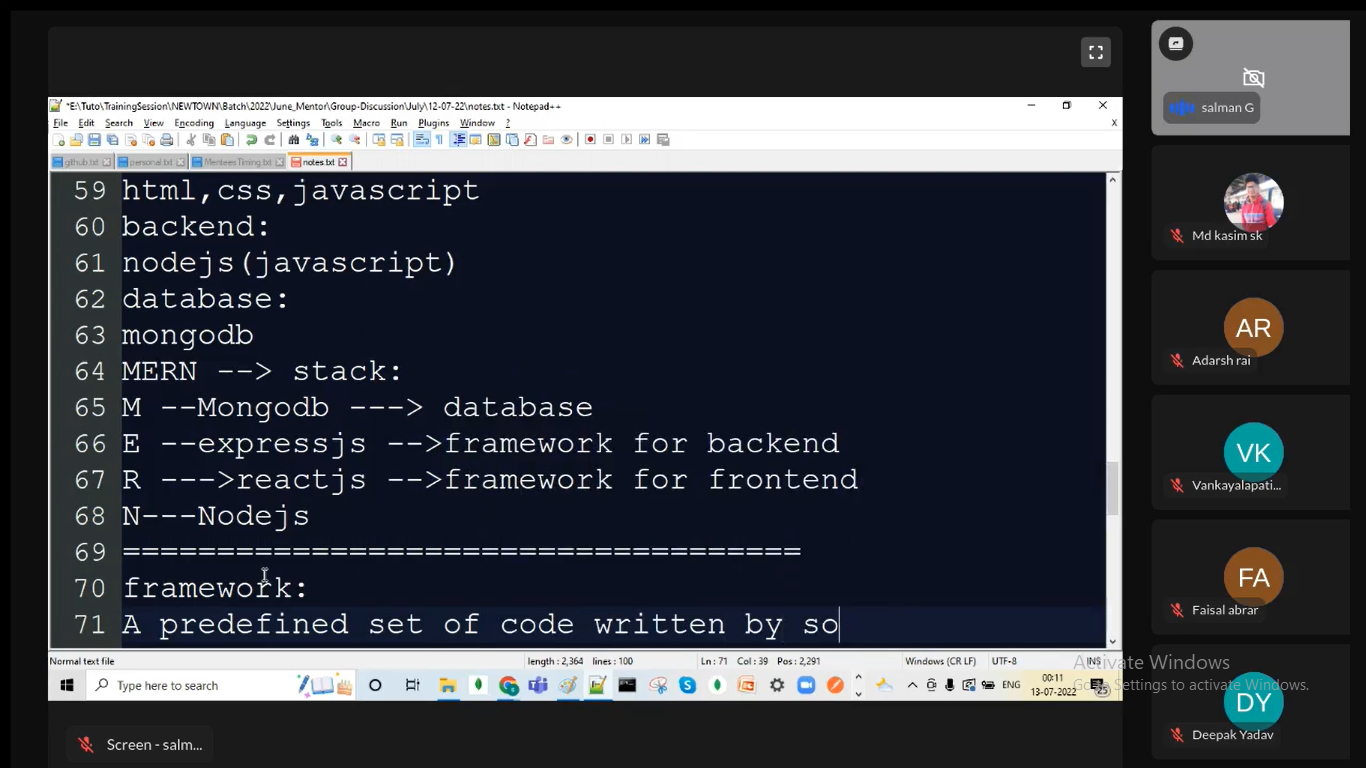 salman G
*E:\Tuto\TrainingSession\NEWTOWN\Batch\2022\June_Mentor\Group-Discussion\July\12-07-22\notes.txt - Notepad++
File Edit Search View Encoding Language Settings Tools Macro Run Plugins Window ? X
github.txt personal.txt MenteesTiming.txt notes.txt
59 html,css,javascript
60 backend:
61 nodejs(javascript)
62 database:
63 mongodb
64 MERN --> stack:
65 M --Mongodb ---> database
66 E --expressjs -->framework for backend
67 R --->reactjs -->framework for frontend
68 N---Nodejs
69 ====================================
70 framework:
71 A predefined set of code written by so
Md kasim sk
AR
Adarsh rai
VK
Vankayalapati...
FA
Faisal abrar
DY
Deepak Yadav
Normal text file length : 2,364 lines : 100 Ln : 71 Col : 39 Pos : 2,291 Windows (CR LF) UTF-8 INS
Activate Windows
Go to Settings to activate Windows.
Type here to search ENG 00:11
13-07-2022 25
Screen - salm...